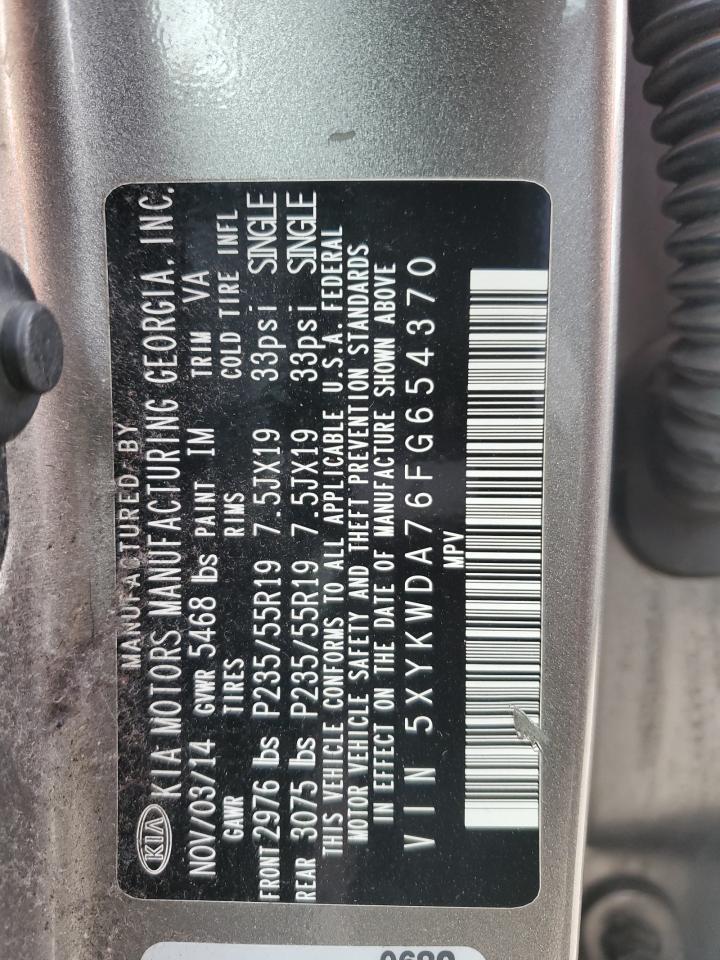 MANUFACTURED BY
KIA KIA MOTORS MANUFACTURING GEORGIA, INC.
NOV/03/14 GVWR 5468 lbs PAINT IM TRIM VA
GAWR TIRES RIMS COLD TIRE INFL
FRONT 2976 lbs P235/55R19 7.5JX19 33psi SINGLE
REAR 3075 lbs P235/55R19 7.5JX19 33psi SINGLE
THIS VEHICLE CONFORMS TO ALL APPLICABLE U.S.A. FEDERAL
MOTOR VEHICLE SAFETY AND THEFT PREVENTION STANDARDS
IN EFFECT ON THE DATE OF MANUFACTURE SHOWN ABOVE
VIN 5XYKWDA76FG654370
MPV